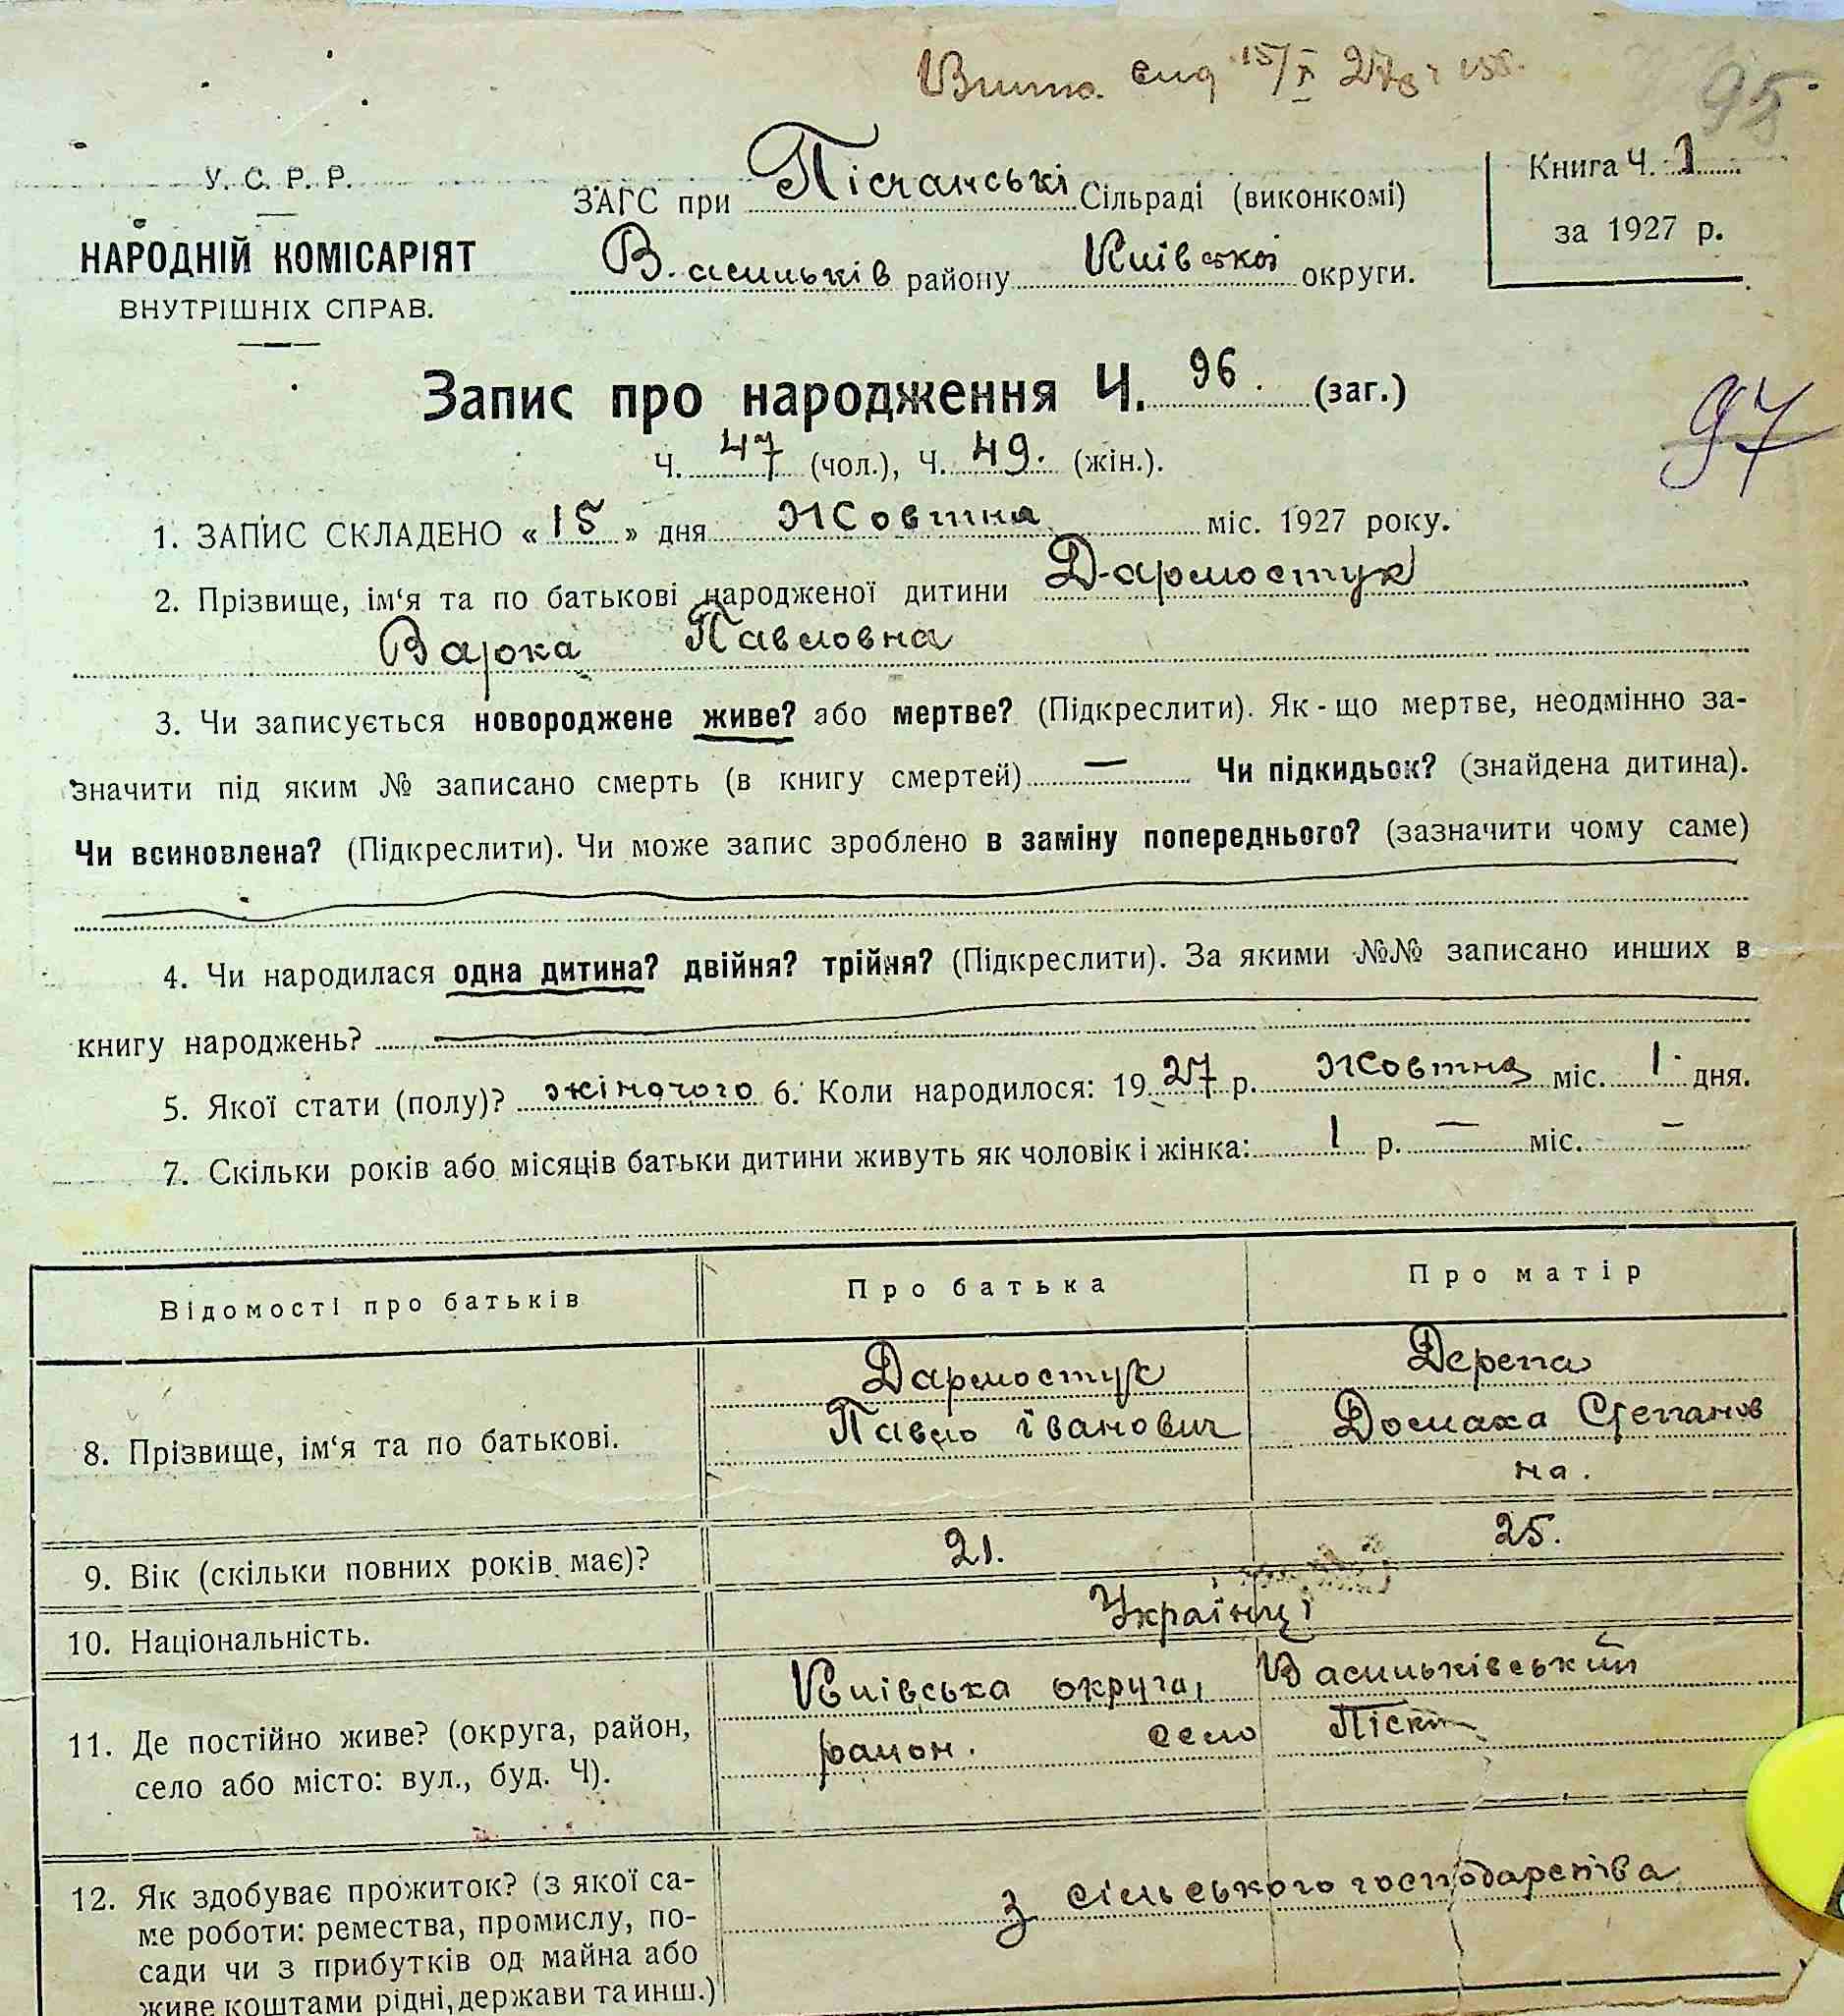 Випис вид 15/X 27
95
У. С. Р. Р.
НАРОДНІЙ КОМІСАРІЯТ
ВНУТРІШНІХ СПРАВ.
ЗАГС при Пісчанські Сільраді (виконкомі)
Васильків району Київської округи.
Книга Ч. 1
за 1927 р.
Запис про народження Ч. 96. (заг.)
97
Ч. 47 (чол.), Ч. 49. (жін.).
1. ЗАПИС СКЛАДЕНО « 15 » дня Жовтна міс. 1927 року.
2. Прізвище, ім‘я та по батькові народженої дитини Дармостук
Варка Павловна
3. Чи записується новороджене живе? або мертве? (Підкреслити). Як-що мертве, неодмінно за-
значити під яким № записано смерть (в книгу смертей) — Чи підкидьок? (знайдена дитина).
Чи всиновлена? (Підкреслити). Чи може запис зроблено в заміну попереднього? (зазначити чому саме)
4. Чи народилася одна дитина? двійня? трійня? (Підкреслити). За якими №№ записано инших в
книгу народжень?
5. Якої стати (полу)? жіночого 6. Коли народилося: 1927 р. Жовтна міс. 1 дня.
7. Скільки років або місяців батьки дитини живуть як чоловік і жінка: 1 р. — міс. —
Відомості про батьків
Про батька
Про матір
8. Прізвище, ім‘я та по батькові.
Дармостук
Павло Іванович
Дерепа
Домаха Степанов
на.
9. Вік (скільки повних років має)?
21.
25.
10. Національність.
Українці
11. Де постійно живе? (округа, район,
село або місто: вул., буд. Ч).
Київська округа, Васильківський
район. село Піски
12. Як здобуває прожиток? (з якої са-
ме роботи: ремества, промислу, по-
сади чи з прибутків од майна або
живе коштами рідні, держави та инш.)
з сільського господарства